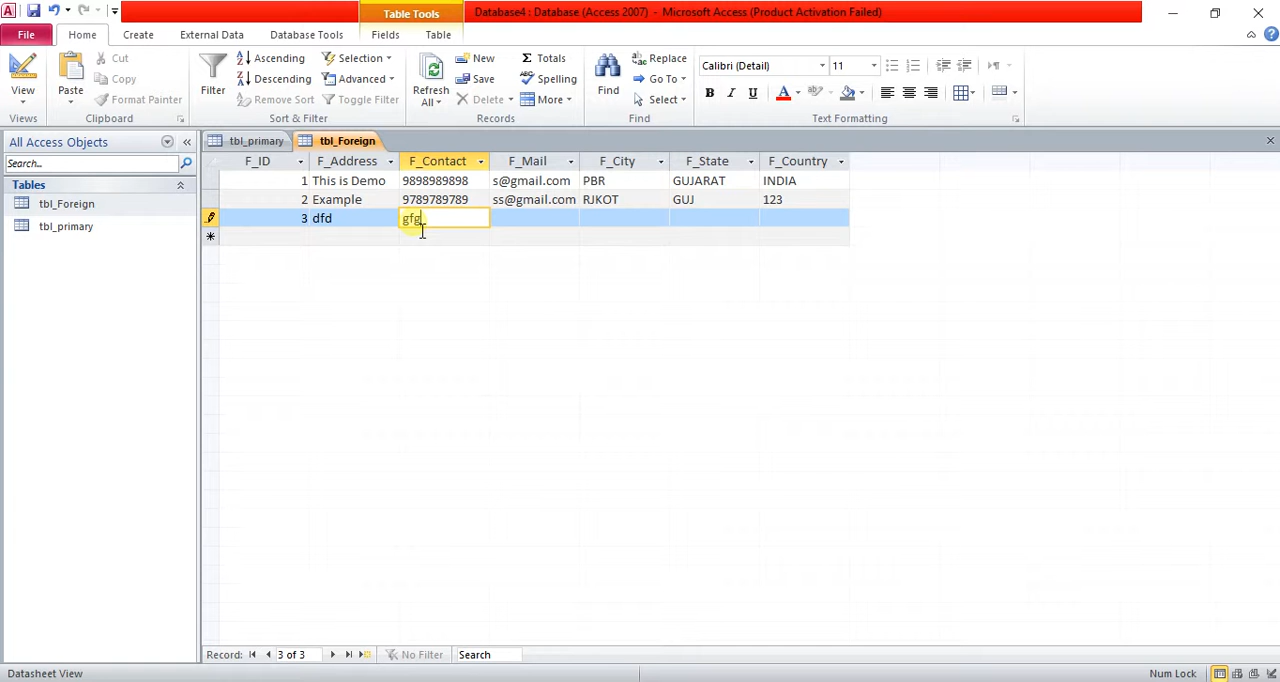 Table Tools
Database4 : Database (Access 2007) - Microsoft Access (Product Activation Failed)
File Home Create External Data Database Tools Fields Table
View Paste Cut Copy Format Painter
Filter Ascending Descending Remove Sort Selection Advanced Toggle Filter
Refresh All New Save Delete Totals Spelling More
Find Replace Go To Select
Calibri (Detail) 11
B I U A
Views Clipboard Sort & Filter Records Find Text Formatting
All Access Objects
Search...
Tables
tbl_Foreign
tbl_primary
tbl_primary tbl_Foreign
F_ID F_Address F_Contact F_Mail F_City F_State F_Country
1 This is Demo 9898989898 s@gmail.com PBR GUJARAT INDIA
2 Example 9789789789 ss@gmail.com RJKOT GUJ 123
3 dfd gfg
Record: 3 of 3 No Filter Search
Datasheet View Num Lock